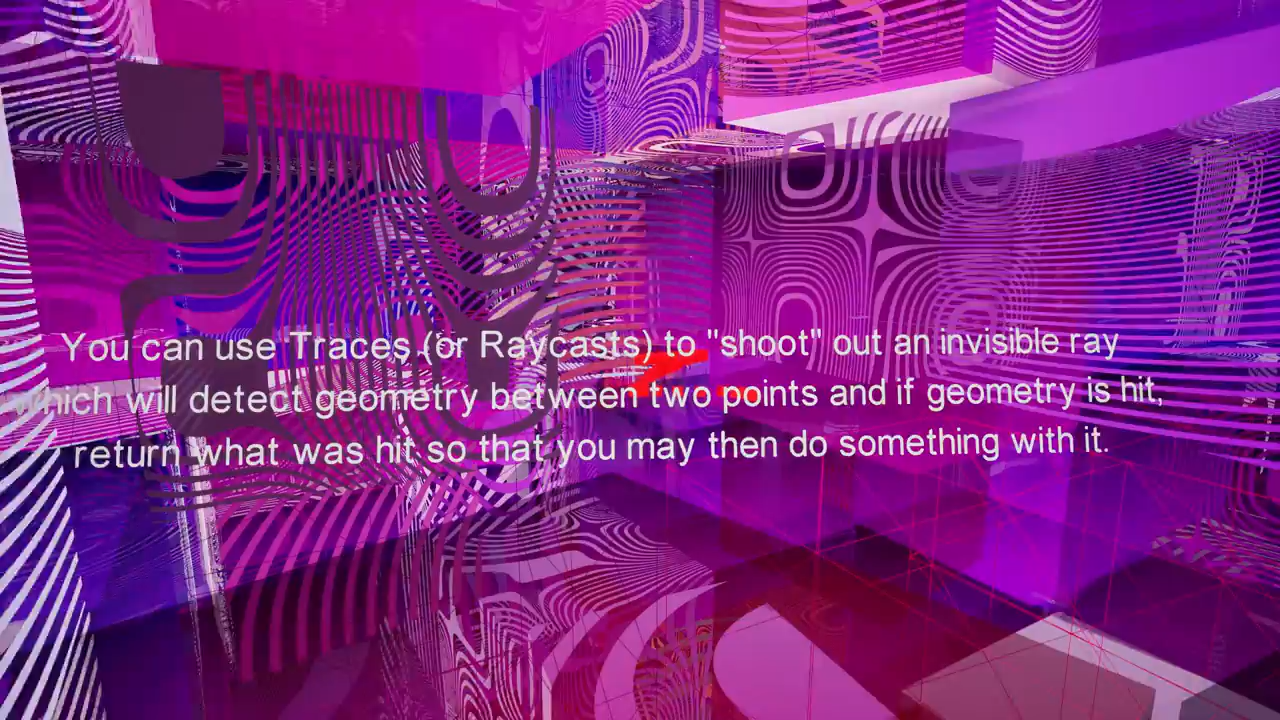 You can use Traces (or Raycasts) to "shoot" out an invisible ray
which will detect geometry between two points and if geometry is hit,
return what was hit so that you may then do something with it.